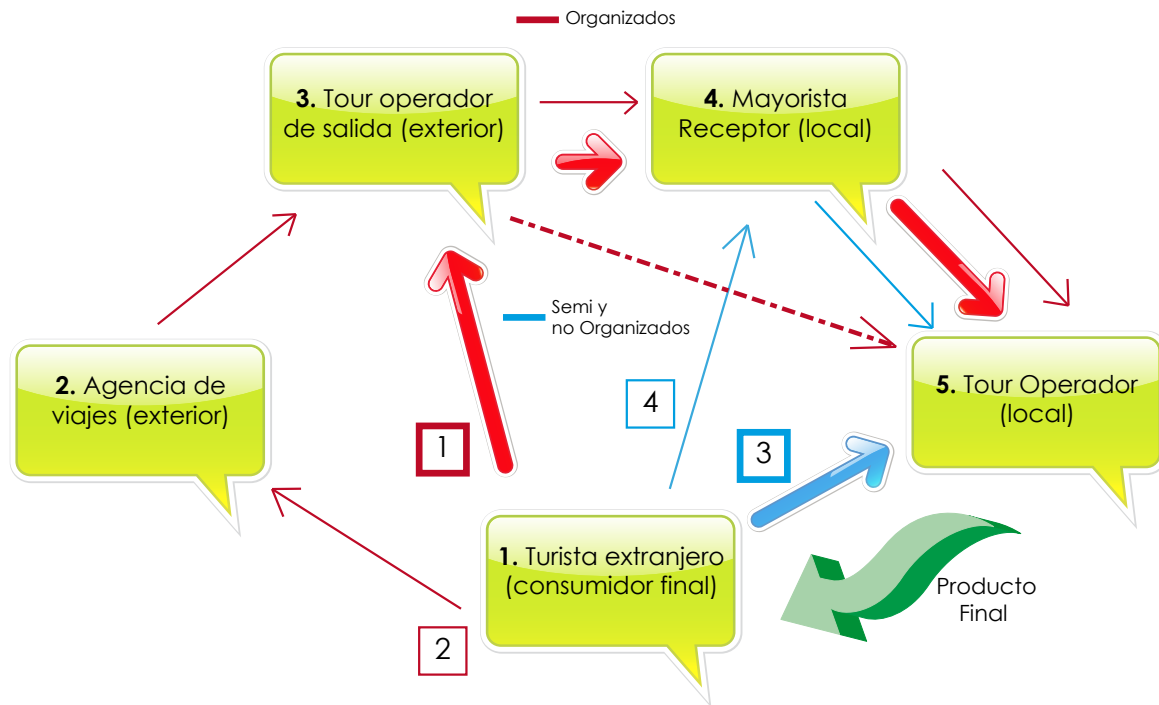 Organizados
3. Tour operador
de salida (exterior)
4. Mayorista
Receptor (local)
Semi y
no Organizados
2. Agencia de
viajes (exterior)
5. Tour Operador
(local)
4
1
3
1. Turista extranjero
(consumidor final)
Producto
Final
2